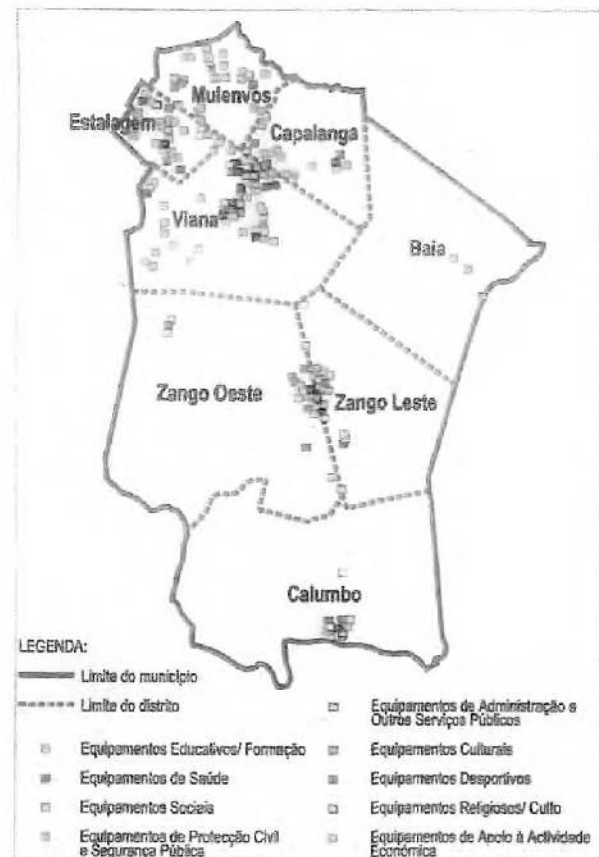 Mulenvos
Estalagem
Capalanga
Viana
Baia
Zango Oeste
Zango Leste
Calumbo
LEGENDA:
Limite do município
Limite do distrito
Equipamentos Educativos/ Formação
Equipamentos de Saúde
Equipamentos Sociais
Equipamentos de Protecção Civil
e Segurança Pública
Equipamentos de Administração e
Outros Serviços Públicos
Equipamentos Culturais
Equipamentos Desportivos
Equipamentos Religiosos/ Culto
Equipamentos de Apoio à Actividade
Económica